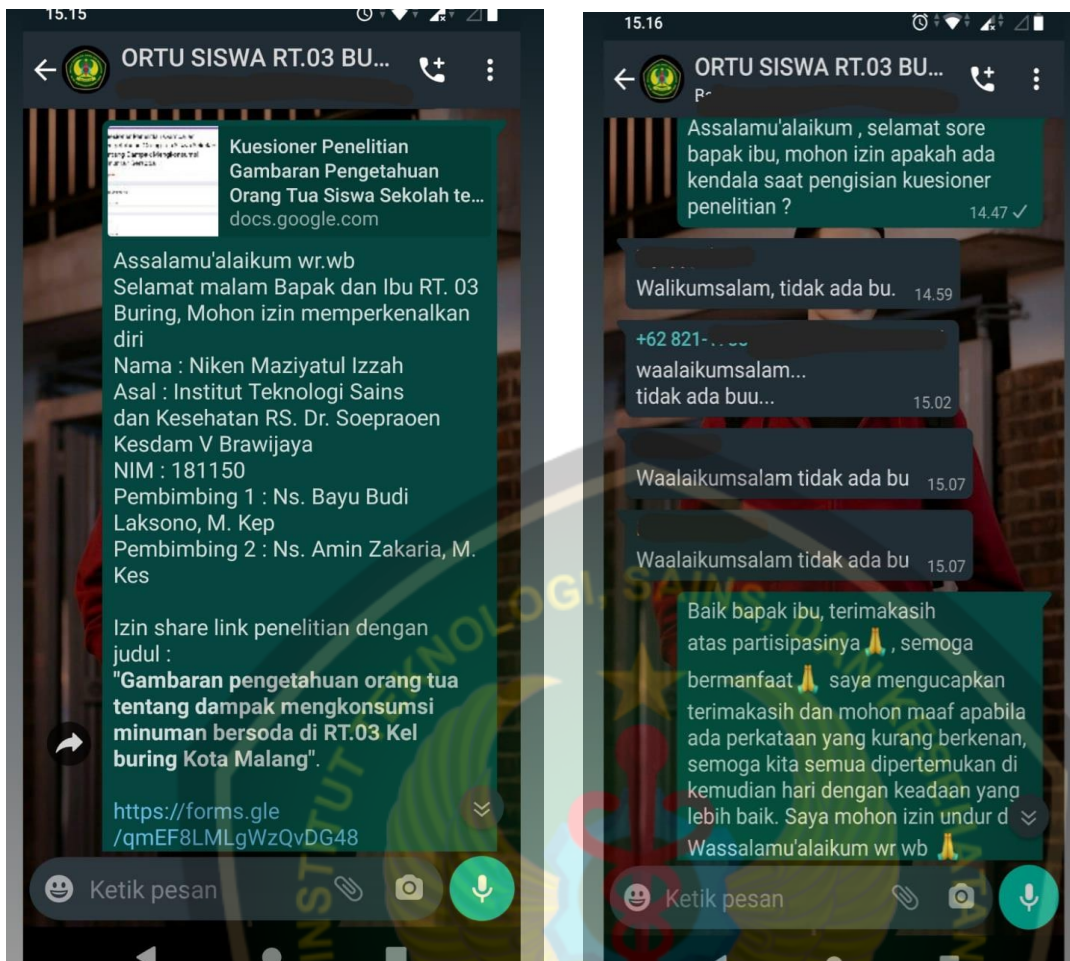 15.15
ORTU SISWA RT.03 BU...
Kuesioner Penelitian
Gambaran Pengetahuan
Orang Tua Siswa Sekolah te...
docs.google.com
Assalamu'alaikum wr.wb
Selamat malam Bapak dan Ibu RT. 03
Buring, Mohon izin memperkenalkan
diri
Nama : Niken Maziyatul Izzah
Asal : Institut Teknologi Sains
dan Kesehatan RS. Dr. Soepraoen
Kesdam V Brawijaya
NIM : 181150
Pembimbing 1 : Ns. Bayu Budi
Laksono, M. Kep
Pembimbing 2 : Ns. Amin Zakaria, M.
Kes
Izin share link penelitian dengan
judul :
"Gambaran pengetahuan orang tua
tentang dampak mengkonsumsi
minuman bersoda di RT.03 Kel
buring Kota Malang".
https://forms.gle
/qmEF8LMLgWzQvDG48
Ketik pesan
15.16
ORTU SISWA RT.03 BU...
Assalamu'alaikum , selamat sore
bapak ibu, mohon izin apakah ada
kendala saat pengisian kuesioner
penelitian ?
14.47
Walikumsalam, tidak ada bu. 14.59
+62 821-
waalaikumsalam...
tidak ada buu... 15.02
Waalaikumsalam tidak ada bu 15.07
Waalaikumsalam tidak ada bu 15.07
Baik bapak ibu, terimakasih
atas partisipasinya 🙏 , semoga
bermanfaat 🙏 saya mengucapkan
terimakasih dan mohon maaf apabila
ada perkataan yang kurang berkenan,
semoga kita semua dipertemukan di
kemudian hari dengan keadaan yang
lebih baik. Saya mohon izin undur d
Wassalamu'alaikum wr wb 🙏
Ketik pesan
INSTITUT TEKNOLOGI, SAINS DAN KESEHATAN